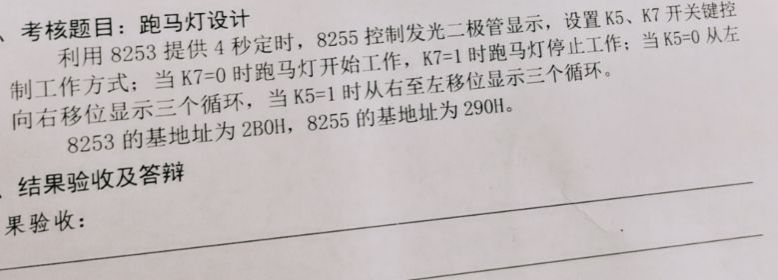 、考核题目：跑马灯设计
利用 8253 提供 4 秒定时，8255 控制发光二极管显示，设置 K5、K7 开关键控
制工作方式；当 K7=0 时跑马灯开始工作，K7=1 时跑马灯停止工作；当 K5=0 从左
向右移位显示三个循环，当 K5=1 时从右至左移位显示三个循环。
8253 的基地址为 2B0H，8255 的基地址为 290H。
、结果验收及答辩
果验收：